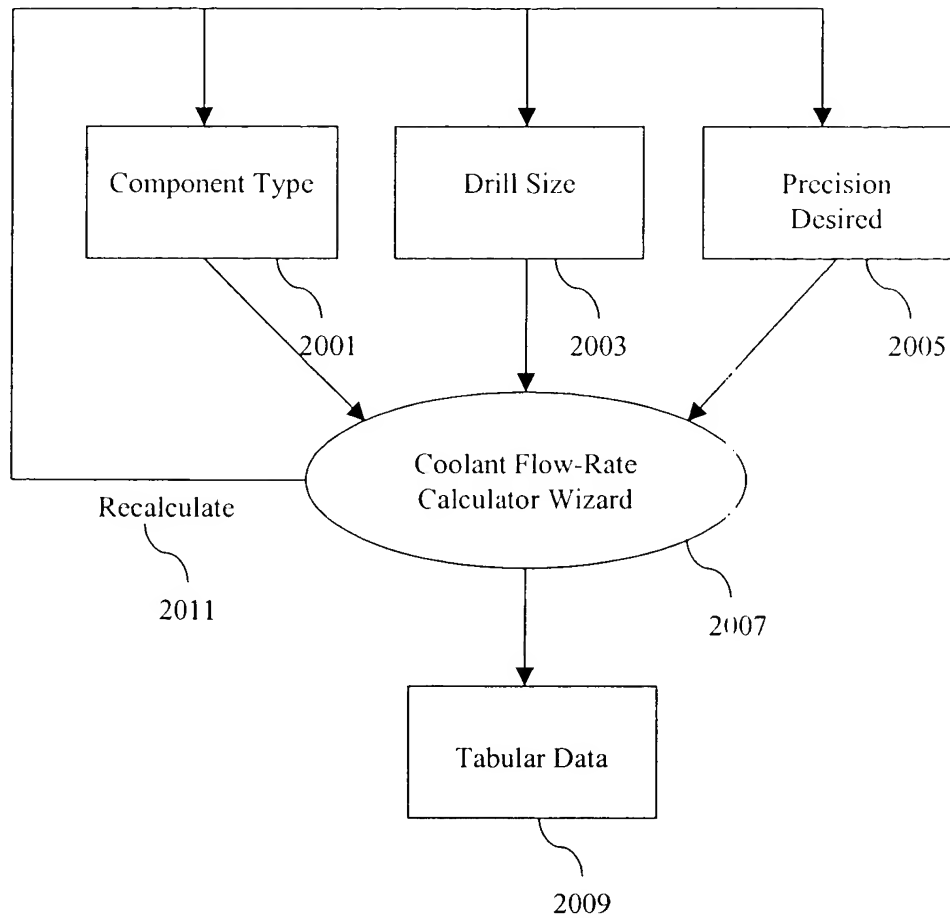 Component Type
Drill Size
Precision
Desired
2001
2003
2005
Coolant Flow-Rate
Calculator Wizard
Recalculate
2011
2007
Tabular Data
2009